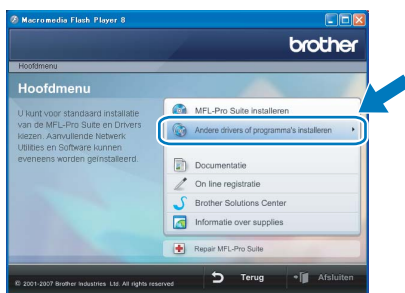 Macromedia Flash Player 8
brother
Hoofdmenu
Hoofdmenu
U kunt voor standaard installatie
van de MFL-Pro Suite en Drivers
kiezen. Aanvullende Netwerk
Utilities en Software kunnen
eveneens worden geïnstalleerd.
MFL-Pro Suite installeren
Andere drivers of programma's installeren
Documentatie
On line registratie
Brother Solutions Center
Informatie over supplies
Repair MFL-Pro Suite
© 2001-2007 Brother Industries Ltd. All rights reserved
Terug
Afsluiten